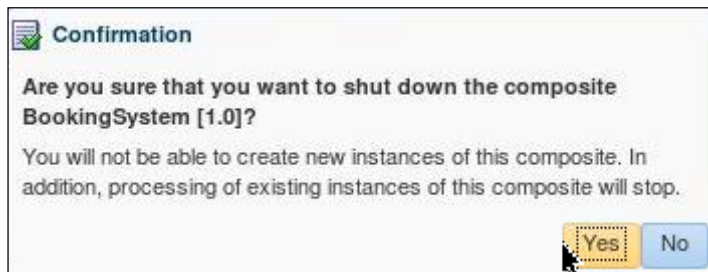 Confirmation
Are you sure that you want to shut down the composite
BookingSystem [1.0]?
You will not be able to create new instances of this composite. In
addition, processing of existing instances of this composite will stop.
Yes No